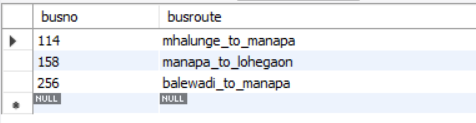 busno busroute
114 mhalunge_to_manapa
158 manapa_to_lohegaon
256 balewadi_to_manapa
NULL NULL